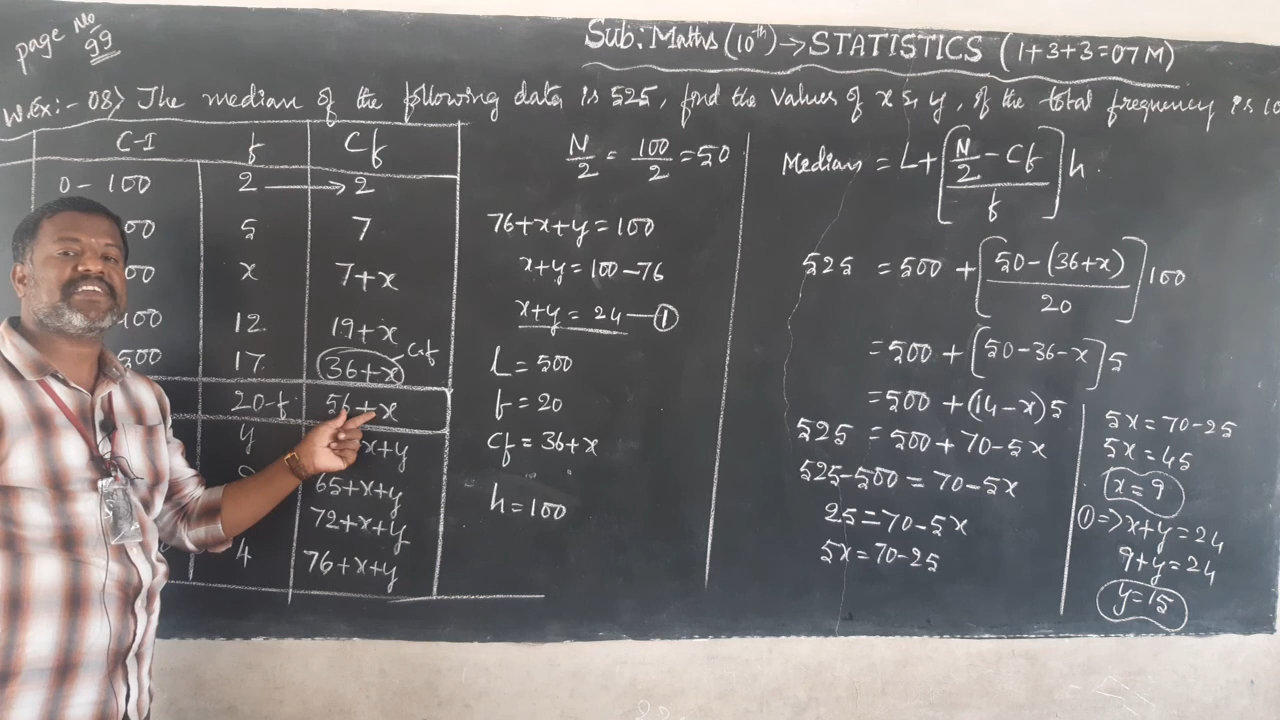 page No 99
Sub: Maths (10th) → STATISTICS (1+3+3=07M)
W.Ex:- 08> The median of the following data is 525, find the values of x & y, if the total frequency is 10
C-I f Cf
0-100 2 → 2
00 5 7
00 x 7+x
100 12 19+x
500 17 36+x Cf
20-f 56+x
y x+y
65+x+y
72+x+y
4 76+x+y
N/2 = 100/2 = 50
76+x+y = 100
x+y = 100-76
x+y = 24 — ①
L = 500
f = 20
Cf = 36+x
h = 100
Median = L + [(N/2 - Cf)/f] h
525 = 500 + [(50-(36+x))/20] 100
= 500 + [50-36-x] 5
= 500 + (14-x) 5
525 = 500 + 70 - 5x
525-500 = 70-5x
25 = 70-5x
5x = 70-25
5x = 70-25
5x = 45
x = 9
① => x+y = 24
9+y = 24
y = 15